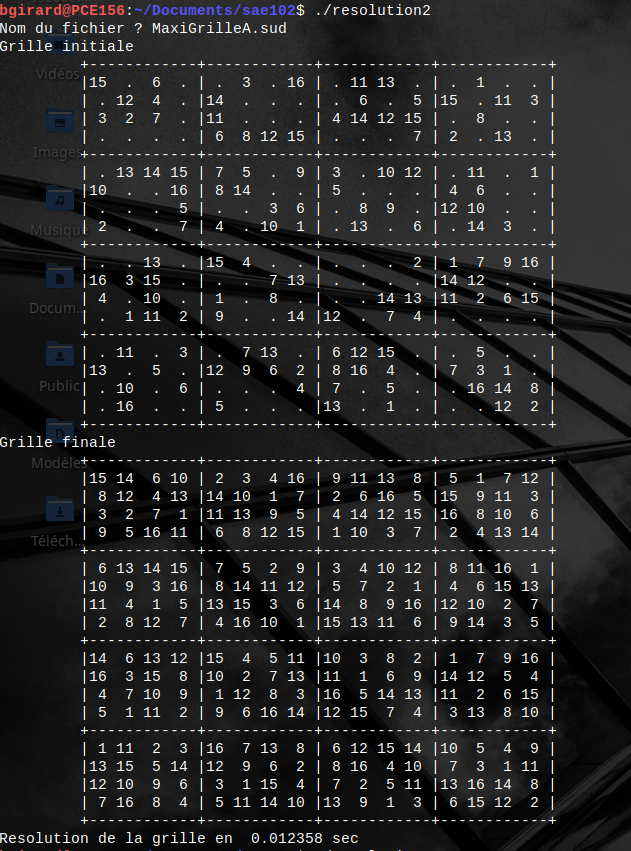 bgirard@PCE156:~/Documents/sae102$ ./resolution2
Nom du fichier ? MaxiGrilleA.sud
Grille initiale
+-----------+------------+------------+------------+
|15  .  6  . |    3  . 16 | . 11 13  . | .  1  .  . |
| . 12  4  . |14  .  .  . | .  6  .  5 |15  . 11  3 |
| 3  2  7  . |11  .  .  . | 4 14 12 15 | .  8  .  . |
| .  .  .  . | 6  8 12 15 | .  .  .  7 | 2  . 13  . |
+-----------+------------+------------+------------+
| . 13 14 15 | 7  5  .  9 | 3  . 10 12 | . 11  .  1 |
|10  .  . 16 | 8 14  .  . | 5  .  .  . | 4  6  .  . |
| .  .  .  5 | .  .  3  6 | .  8  9  . |12 10  .  . |
| 2  .  .  7 | 4  . 10  1 | . 13  .  6 | . 14  3  . |
+-----------+------------+------------+------------+
| .  . 13  . |15  4  .  . | .  .  .  2 | 1  7  9 16 |
|16  3 15  . | .  .  7 13 | .  .  .  . |14 12  .  . |
| 4  . 10  . | 1  .  8  . | .  . 14 13 |11  2  6 15 |
| .  1 11  2 | 9  .  . 14 |12  .  7  4 | .  .  .  . |
+-----------+------------+------------+------------+
| . 11  .  3 | .  7 13  . | 6 12 15  . | .  5  .  . |
|13  .  5  . |12  9  6  2 | 8 16  4  . | 7  3  1  . |
| . 10  .  6 | .  .  .  4 | 7  .  5  . | . 16 14  8 |
| . 16  .  . | 5  .  .  . |13  .  1  . | .  . 12  2 |
+-----------+------------+------------+------------+
Grille finale
+-----------+------------+------------+------------+
|15 14  6 10 | 2  3  4 16 | 9 11 13  8 | 5  1  7 12 |
| 8 12  4 13 |14 10  1  7 | 2  6 16  5 |15  9 11  3 |
| 3  2  7  1 |11 13  9  5 | 4 14 12 15 |16  8 10  6 |
| 9  5 16 11 | 6  8 12 15 | 1 10  3  7 | 2  4 13 14 |
+-----------+------------+------------+------------+
| 6 13 14 15 | 7  5  2  9 | 3  4 10 12 | 8 11 16  1 |
|10  9  3 16 | 8 14 11 12 | 5  7  2  1 | 4  6 15 13 |
|11  4  1  5 |13 15  3  6 |14  8  9 16 |12 10  2  7 |
| 2  8 12  7 | 4 16 10  1 |15 13 11  6 | 9 14  3  5 |
+-----------+------------+------------+------------+
|14  6 13 12 |15  4  5 11 |10  3  8  2 | 1  7  9 16 |
|16  3 15  8 |10  2  7 13 |11  1  6  9 |14 12  5  4 |
| 4  7 10  9 | 1 12  8  3 |16  5 14 13 |11  2  6 15 |
| 5  1 11  2 | 9  6 16 14 |12 15  7  4 | 3 13  8 10 |
+-----------+------------+------------+------------+
| 1 11  2  3 |16  7 13  8 | 6 12 15 14 |10  5  4  9 |
|13 15  5 14 |12  9  6  2 | 8 16  4 10 | 7  3  1 11 |
|12 10  9  6 | 3  1 15  4 | 7  2  5 11 |13 16 14  8 |
| 7 16  8  4 | 5 11 14 10 |13  9  1  3 | 6 15 12  2 |
+-----------+------------+------------+------------+
Resolution de la grille en  0.012358 sec
Vidéos
Images
Musique
Docum...
Public
Modèles
Téléch...